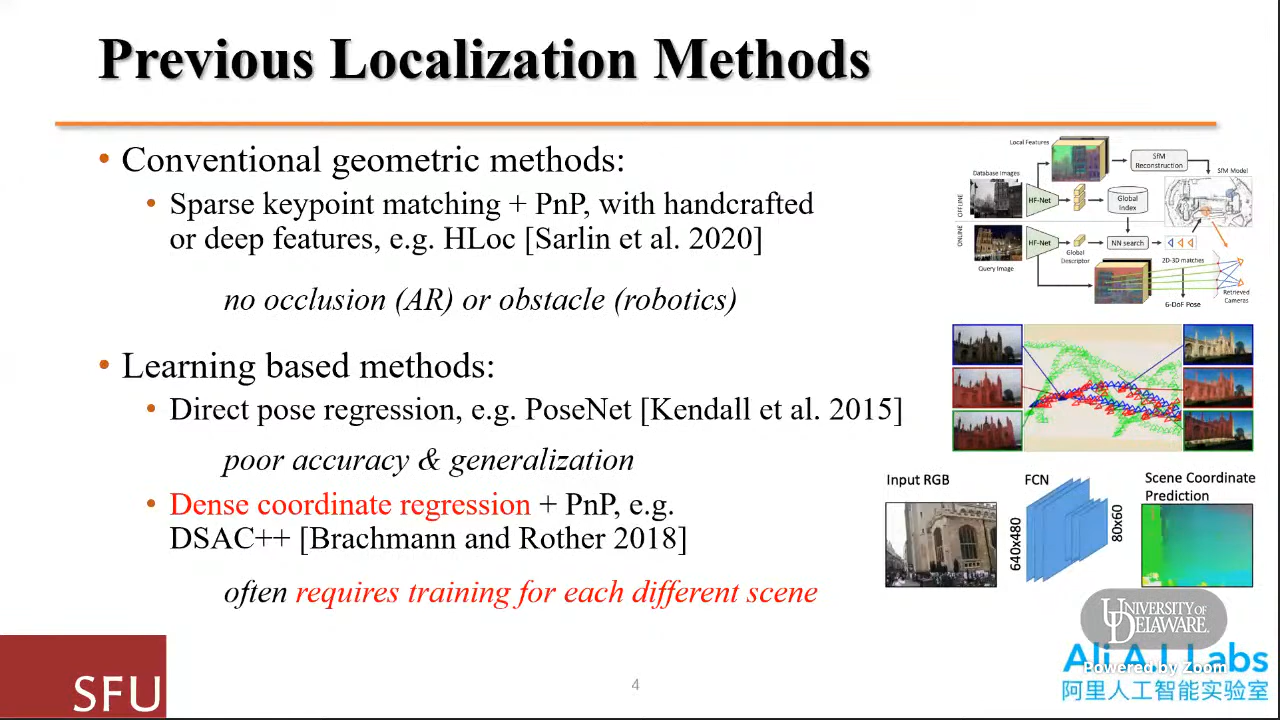 Previous Localization Methods
• Conventional geometric methods:
• Sparse keypoint matching + PnP, with handcrafted
or deep features, e.g. HLoc [Sarlin et al. 2020]
no occlusion (AR) or obstacle (robotics)
• Learning based methods:
• Direct pose regression, e.g. PoseNet [Kendall et al. 2015]
poor accuracy & generalization
• Dense coordinate regression + PnP, e.g.
DSAC++ [Brachmann and Rother 2018]
often requires training for each different scene
Local Features
SfM
Reconstruction
SfM Model
Database Images
OFFLINE
HF-Net
Global
Index
ONLINE
HF-Net
Global
Descriptor
NN search
Query Image
2D-3D matches
6-DoF Pose
Retrieved
Cameras
Input RGB
FCN
Scene Coordinate
Prediction
640x480
80x60
UNIVERSITY OF
DELAWARE.
Ali A.I. Labs
Powered by Zoom
阿里人工智能实验室
SFU
4